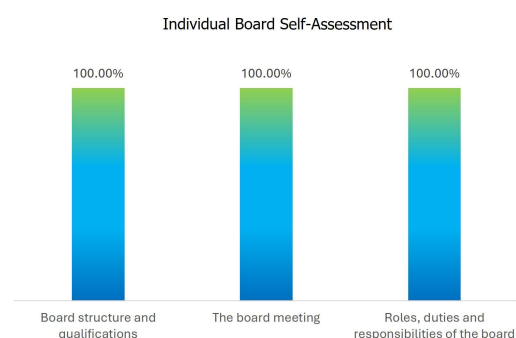 Individual Board Self-Assessment
100.00% 100.00% 100.00%
Board structure and The board meeting Roles, duties and
qualifications responsibilities of the board